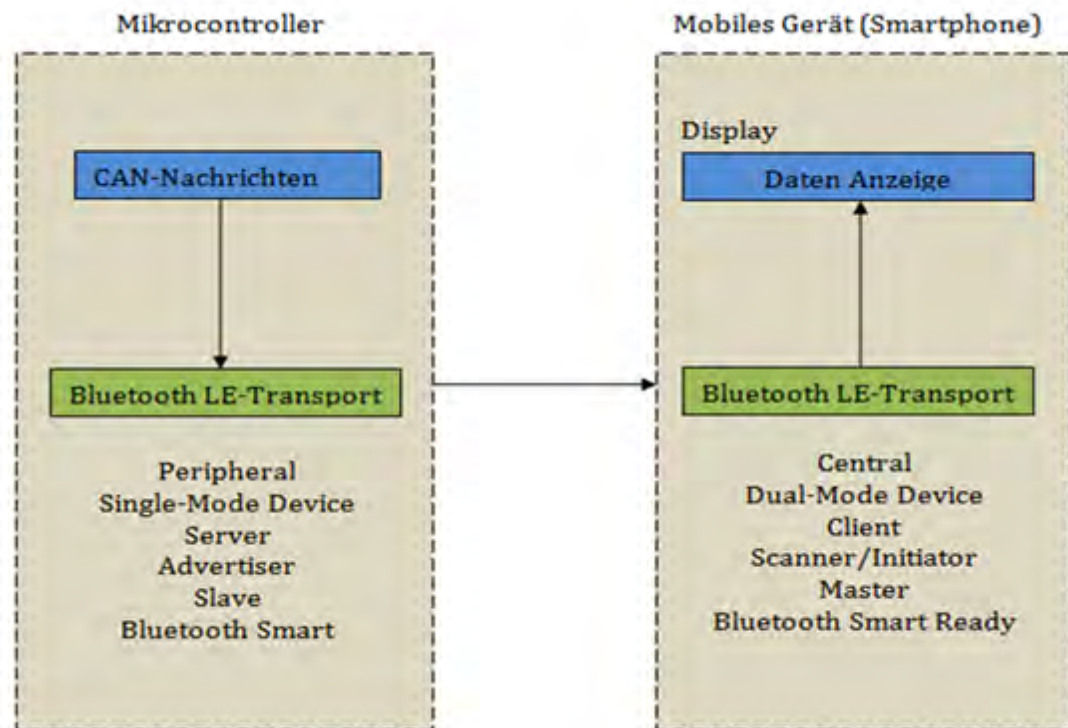 Mikrocontroller
CAN-Nachrichten
Bluetooth LE-Transport
Peripheral
Single-Mode Device
Server
Advertiser
Slave
Bluetooth Smart
Mobiles Gerät (Smartphone)
Display
Daten Anzeige
Bluetooth LE-Transport
Central
Dual-Mode Device
Client
Scanner/Initiator
Master
Bluetooth Smart Ready